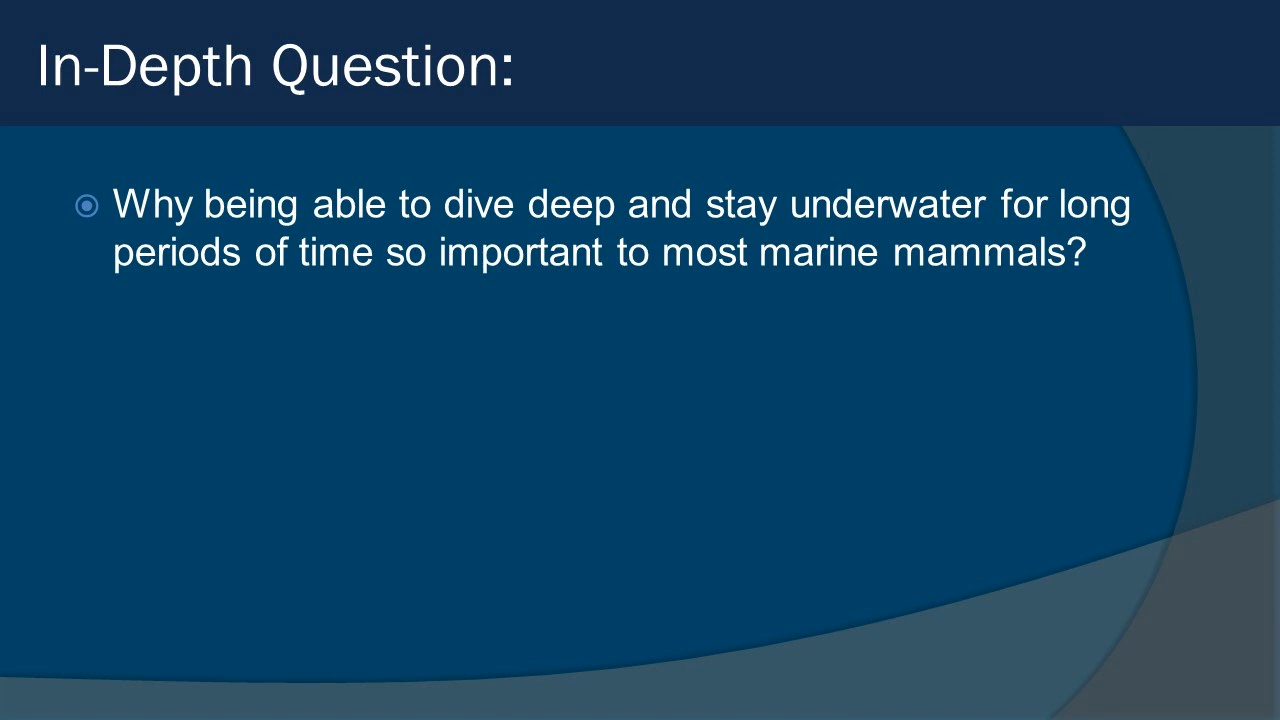 In-Depth Question:
Why being able to dive deep and stay underwater for long
periods of time so important to most marine mammals?